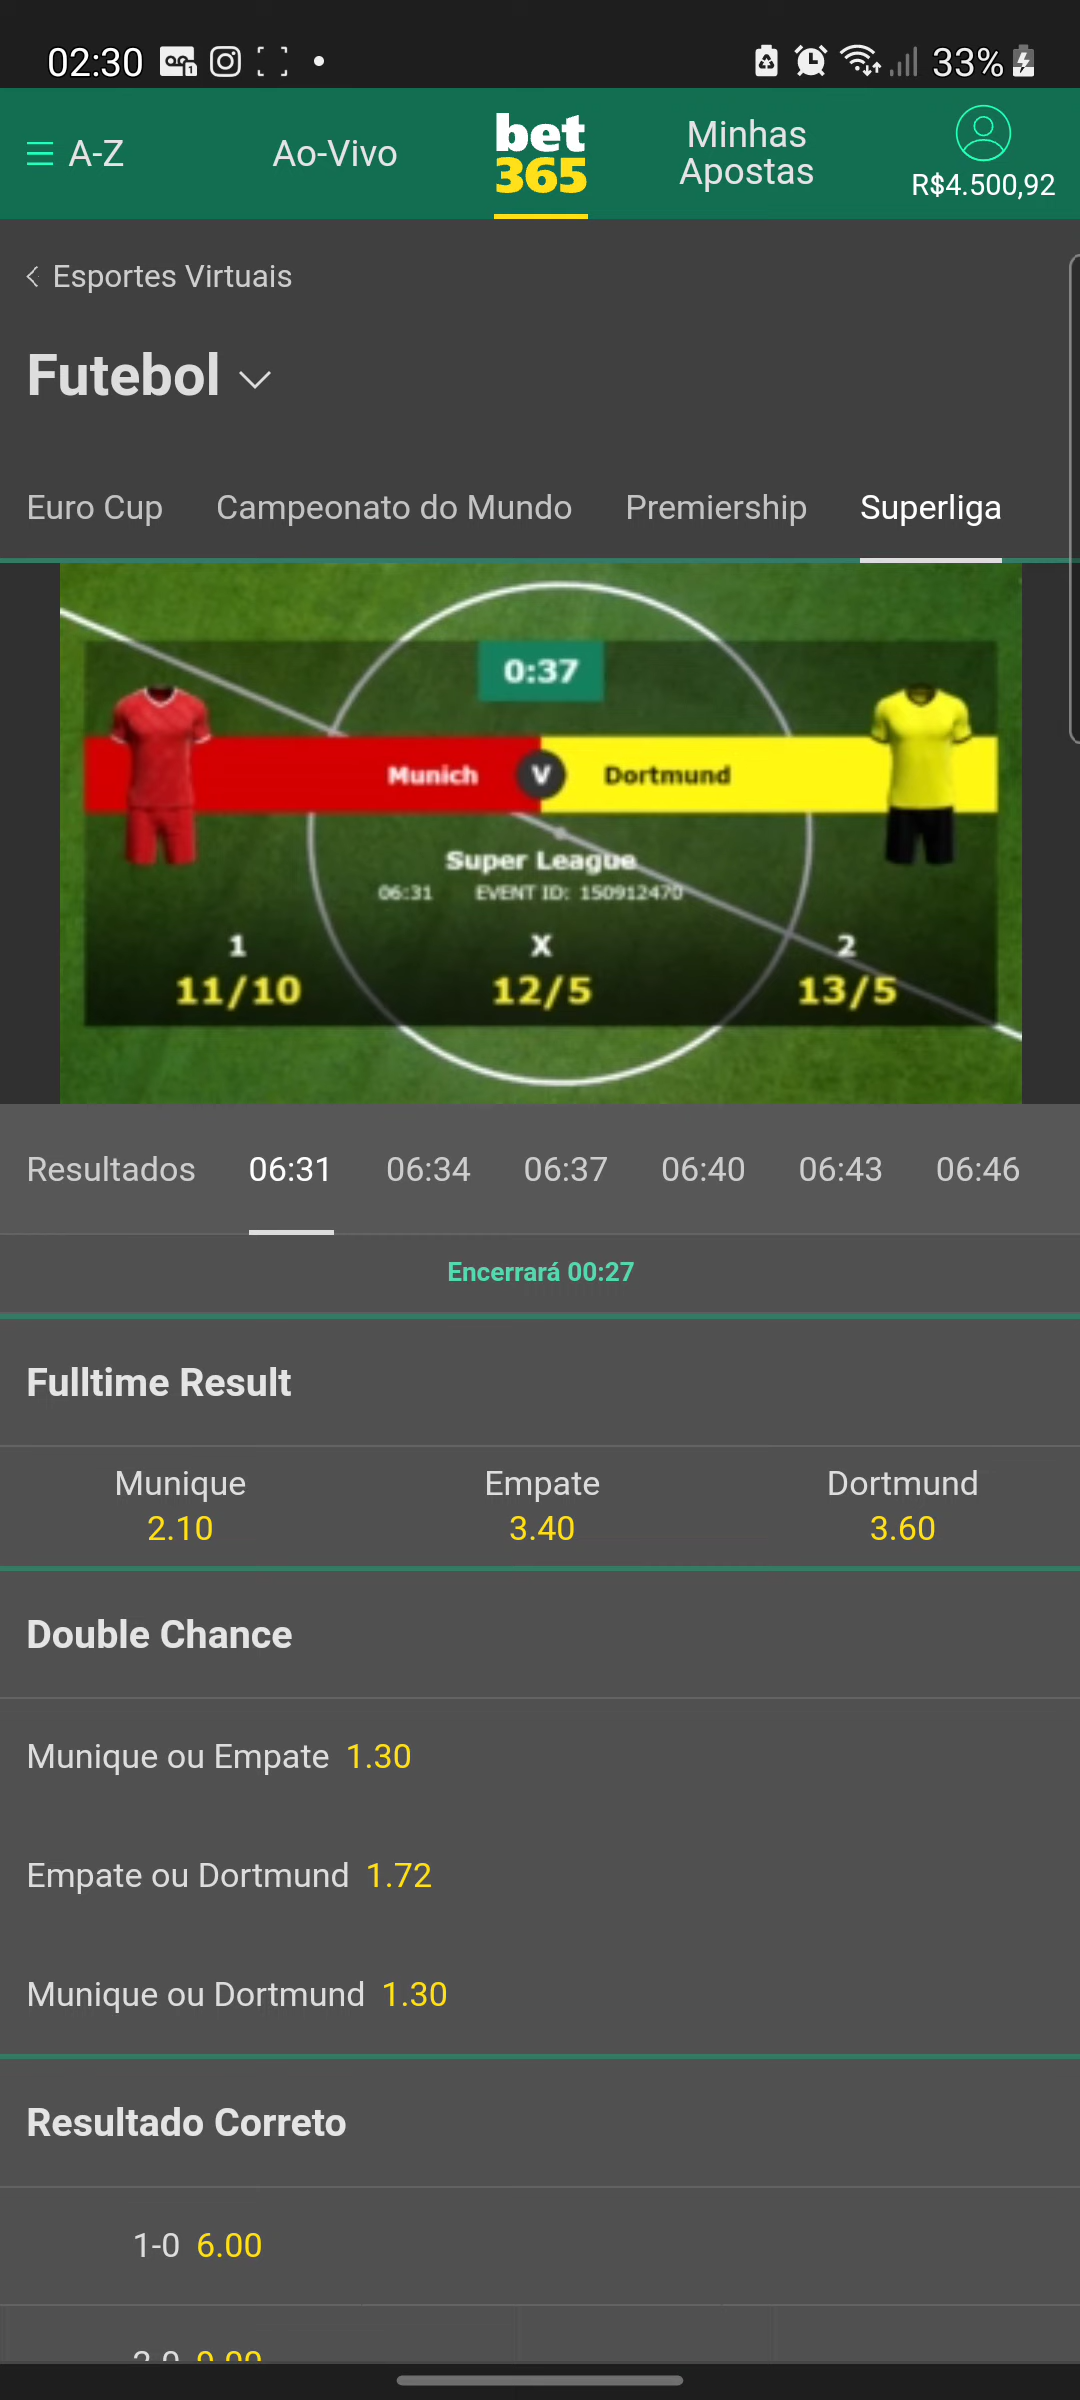 02:30
33%
A-Z
Ao-Vivo
bet
365
Minhas
Apostas
R$4.500,92
Esportes Virtuais
Futebol
Euro Cup Campeonato do Mundo Premiership Superliga
0:37
Munich V Dortmund
Super League
06:31 EVENT ID: 150912470
1 X 2
11/10 12/5 13/5
Resultados 06:31 06:34 06:37 06:40 06:43 06:46
Encerrará 00:27
Fulltime Result
Munique Empate Dortmund
2.10 3.40 3.60
Double Chance
Munique ou Empate 1.30
Empate ou Dortmund 1.72
Munique ou Dortmund 1.30
Resultado Correto
1-0 6.00